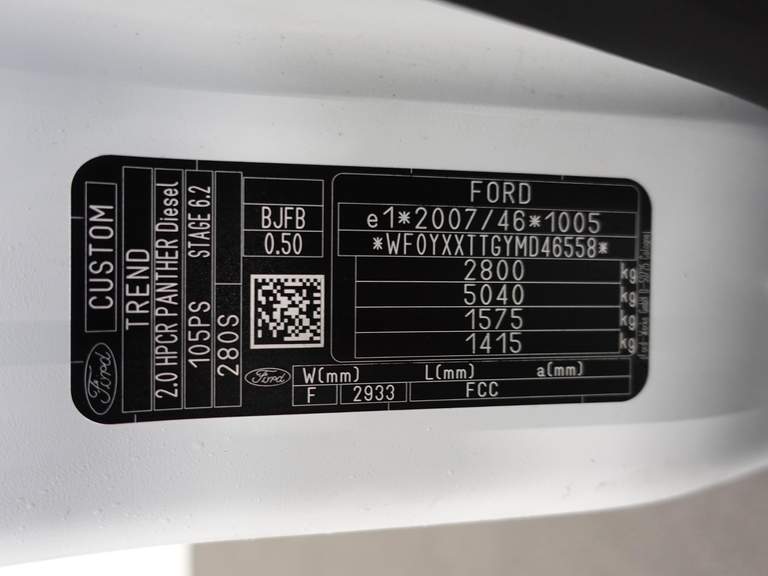 Ford
CUSTOM
TREND
2.0 HPCR PANTHER Diesel
105PS STAGE 6.2
280S
BJFB
0.50
FORD
e1*2007/46*1005
*WF0YXXTTGYMD46558*
2800 kg
5040 kg
1575 kg
1415 kg
Ford
W(mm) L(mm) a(mm)
F 2933 FCC